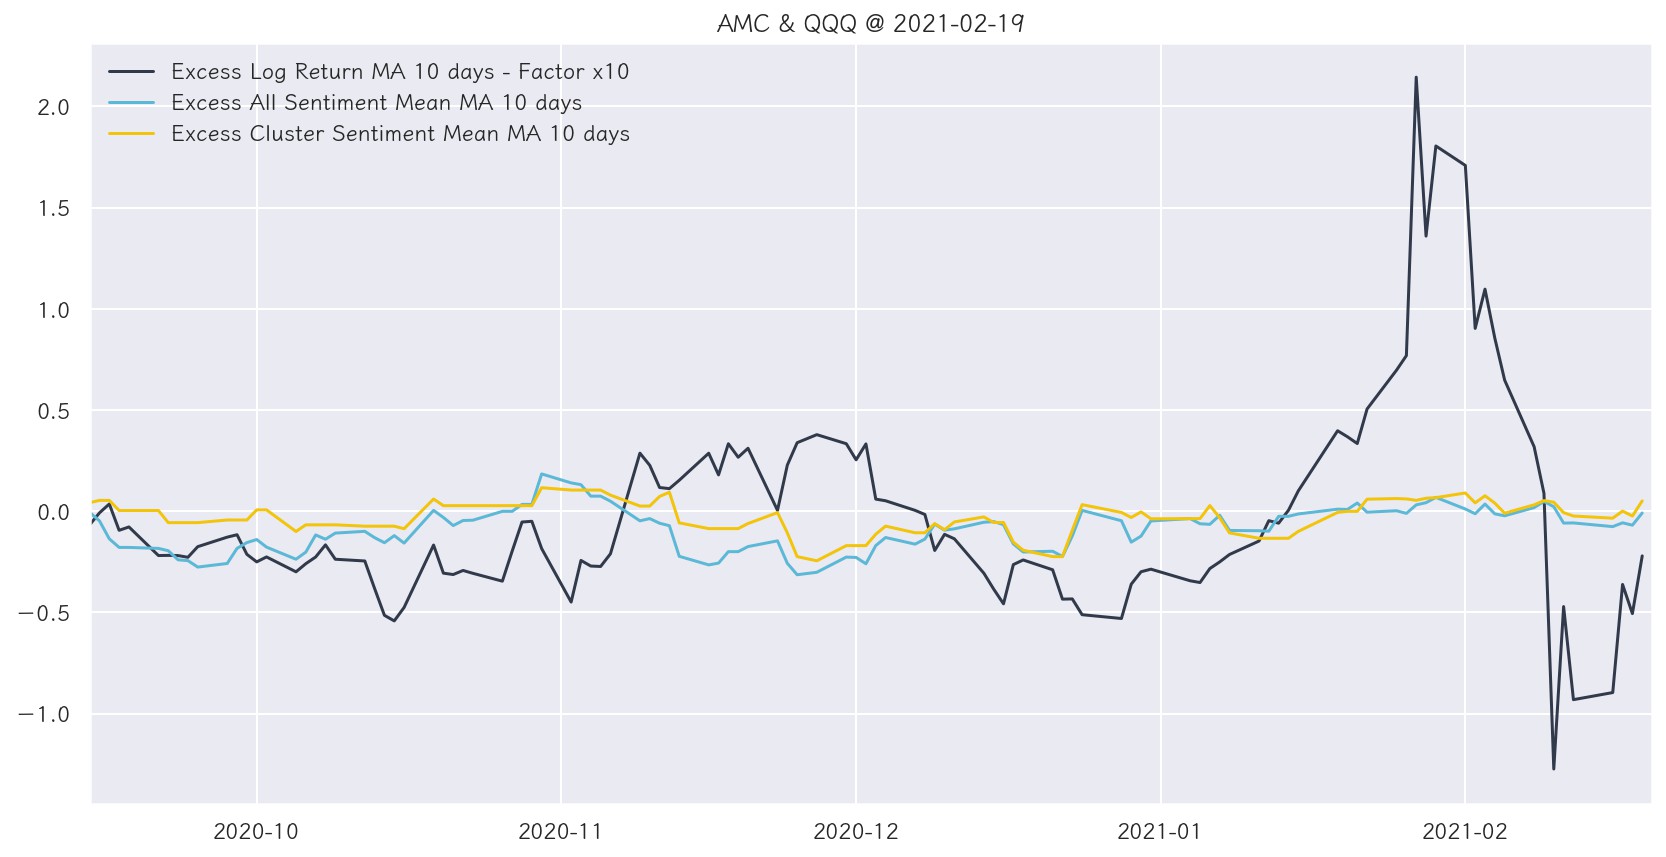 AMC & QQQ @ 2021-02-19
Excess Log Return MA 10 days - Factor x10
Excess All Sentiment Mean MA 10 days
Excess Cluster Sentiment Mean MA 10 days
2.0
1.5
1.0
0.5
0.0
−0.5
−1.0
2020-10 2020-11 2020-12 2021-01 2021-02